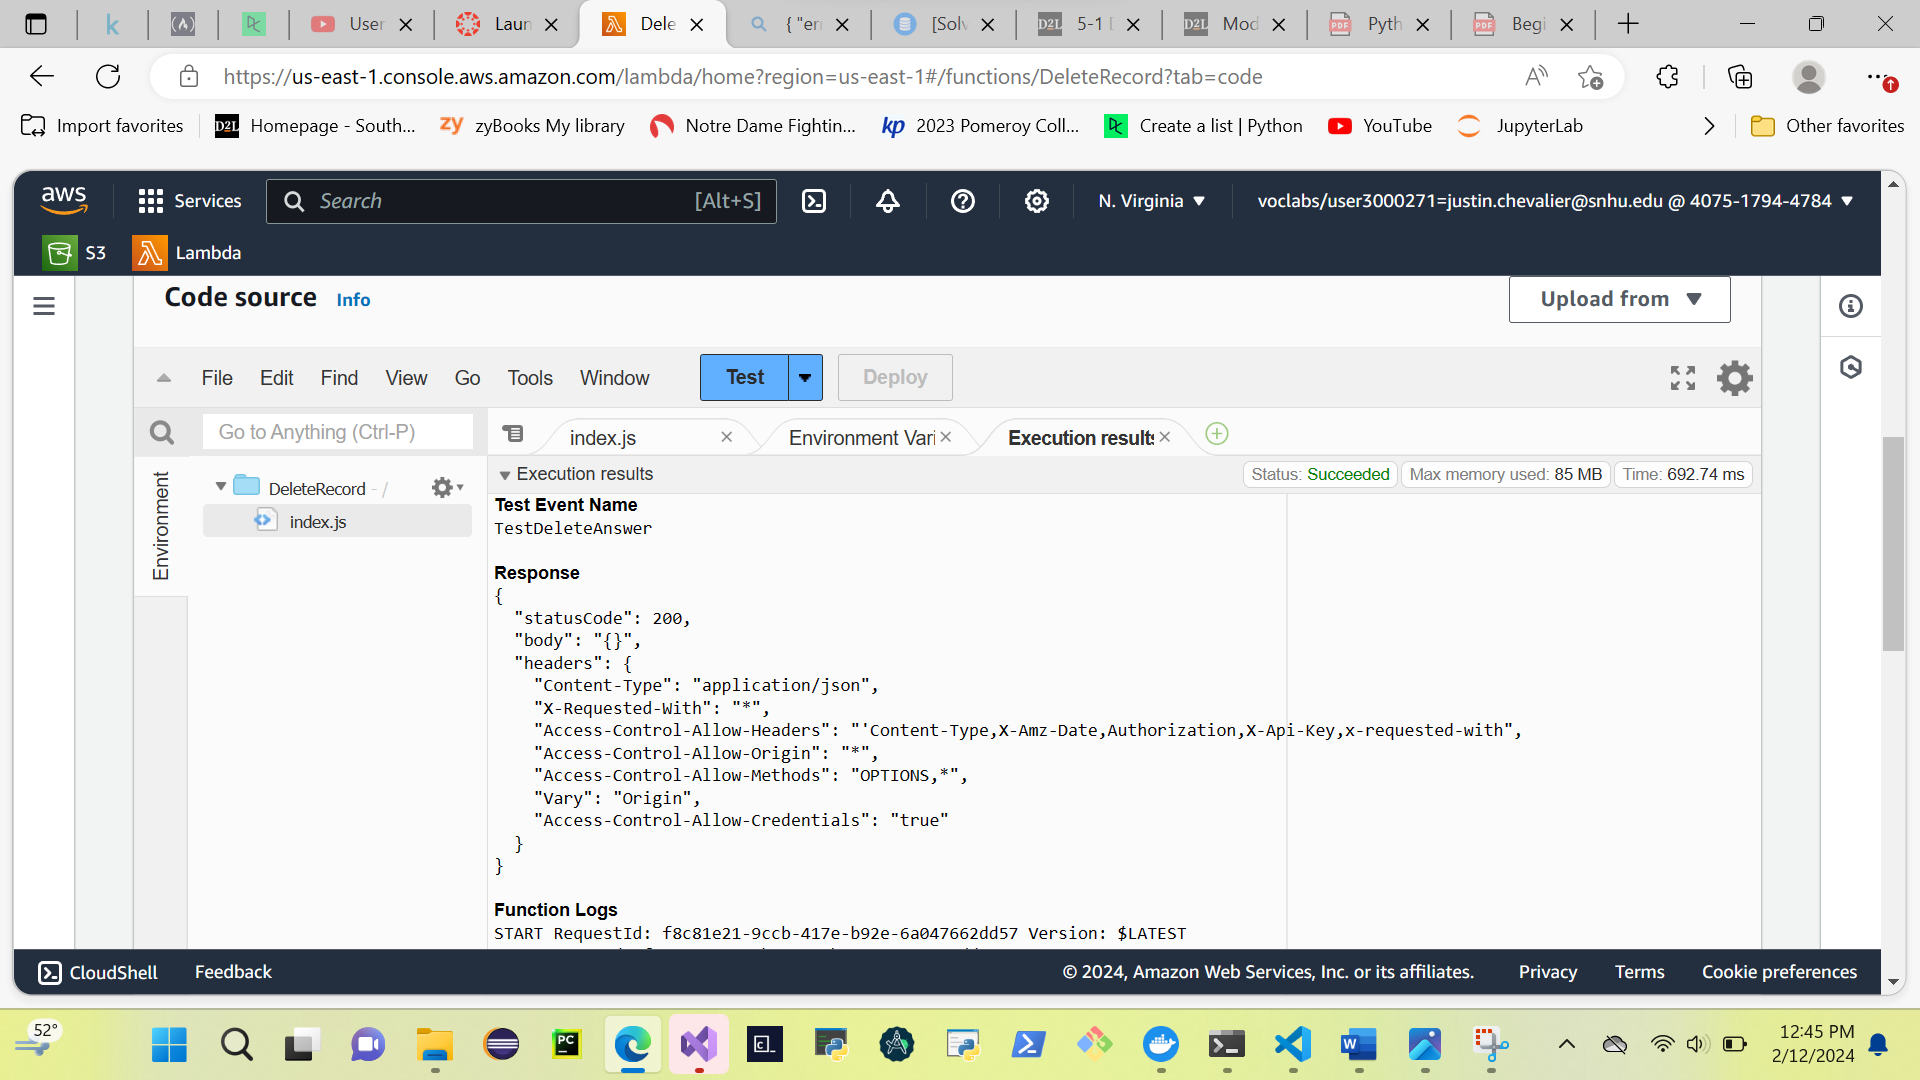 User
Laun
Dele
{ "err
[Solv
5-1 D
Mod
Pyth
Begi
https://us-east-1.console.aws.amazon.com/lambda/home?region=us-east-1#/functions/DeleteRecord?tab=code
Import favorites
D2L Homepage - South...
zy zyBooks My library
Notre Dame Fightin...
kp 2023 Pomeroy Coll...
Create a list | Python
YouTube
JupyterLab
Other favorites
aws
Services
Search [Alt+S]
N. Virginia
voclabs/user3000271=justin.chevalier@snhu.edu @ 4075-1794-4784
S3
Lambda
Code source Info
Upload from
File Edit Find View Go Tools Window
Test
Deploy
Go to Anything (Ctrl-P)
index.js
Environment Vari
Execution results
Environment
DeleteRecord - /
index.js
Execution results
Status: Succeeded
Max memory used: 85 MB
Time: 692.74 ms
Test Event Name
TestDeleteAnswer
Response
{
"statusCode": 200,
"body": "{}",
"headers": {
"Content-Type": "application/json",
"X-Requested-With": "*",
"Access-Control-Allow-Headers": "'Content-Type,X-Amz-Date,Authorization,X-Api-Key,x-requested-with",
"Access-Control-Allow-Origin": "*",
"Access-Control-Allow-Methods": "OPTIONS,*",
"Vary": "Origin",
"Access-Control-Allow-Credentials": "true"
}
}
Function Logs
START RequestId: f8c81e21-9ccb-417e-b92e-6a047662dd57 Version: $LATEST
CloudShell
Feedback
© 2024, Amazon Web Services, Inc. or its affiliates.
Privacy
Terms
Cookie preferences
52°
12:45 PM
2/12/2024